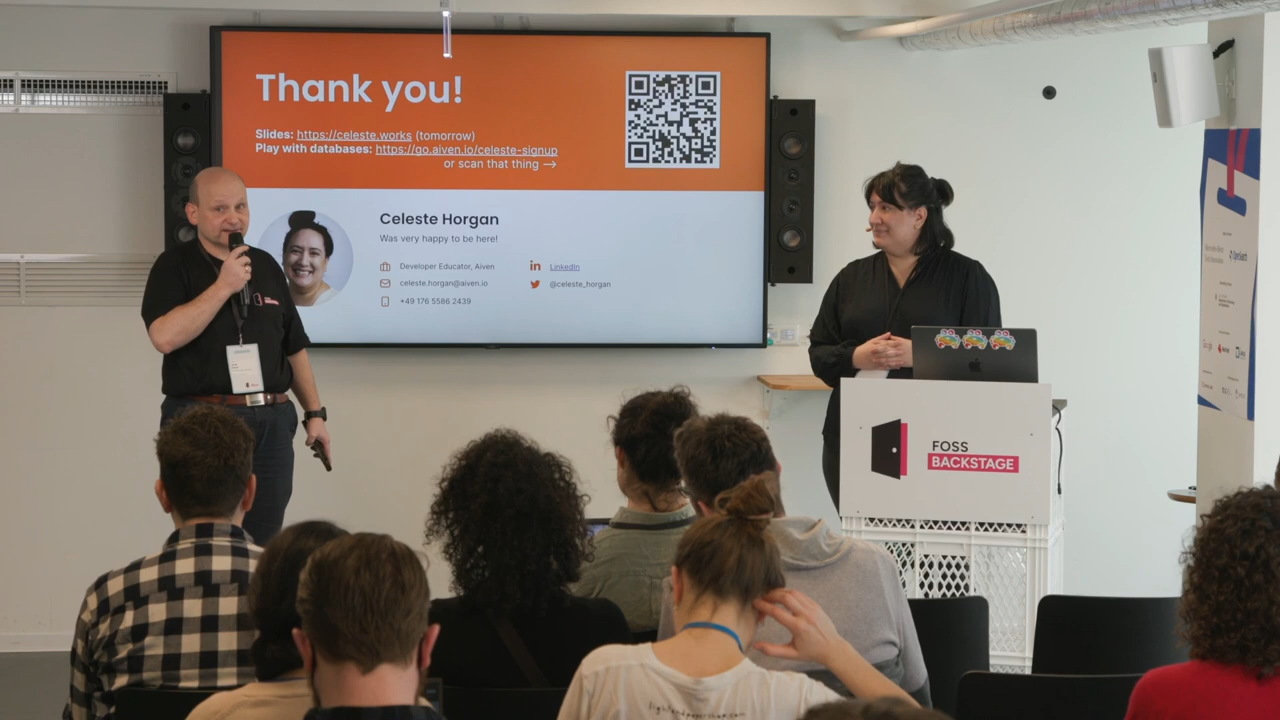 Thank you!
Slides: https://celeste.works (tomorrow)
Play with databases: https://go.aiven.io/celeste-signup
or scan that thing →
Celeste Horgan
Was very happy to be here!
Developer Educator, Aiven
celeste.horgan@aiven.io
+49 176 5586 2439
LinkedIn
@celeste_horgan
FOSS
BACKSTAGE
OpenSearch
Google